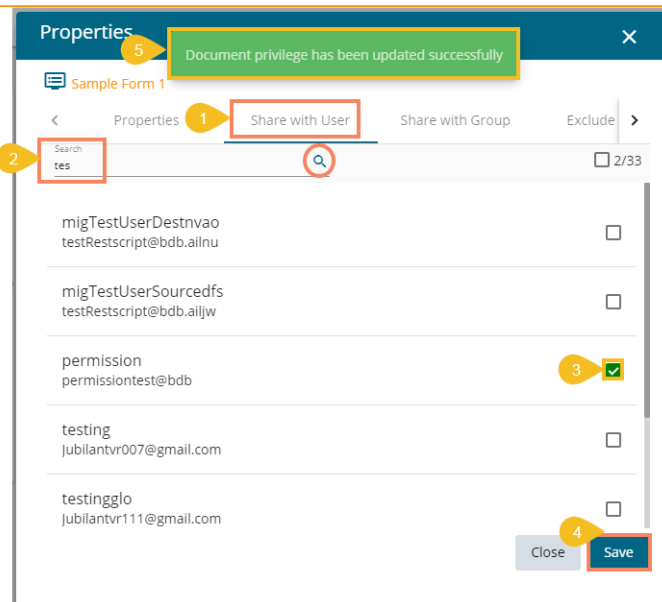 Properties
5
Document privilege has been updated successfully
Sample Form 1
Properties
1
Share with User
Share with Group
Exclude
2
Search
tes
2/33
migTestUserDestnvao
testRestscript@bdb.ailnu
migTestUserSourcedfs
testRestscript@bdb.ailjw
permission
permissiontest@bdb
3
testing
Jubilantvr007@gmail.com
testingglo
Jubilantvr111@gmail.com
4
Close
Save